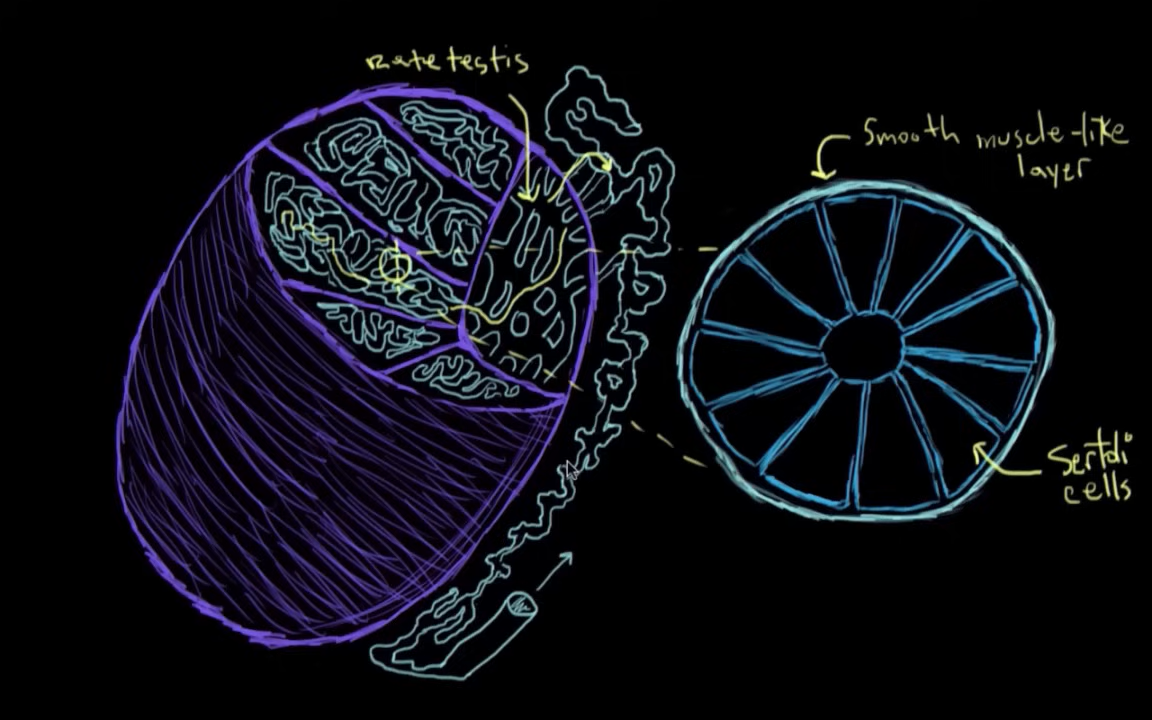 rete testis
Smooth muscle-like
layer
Sertoli
cells